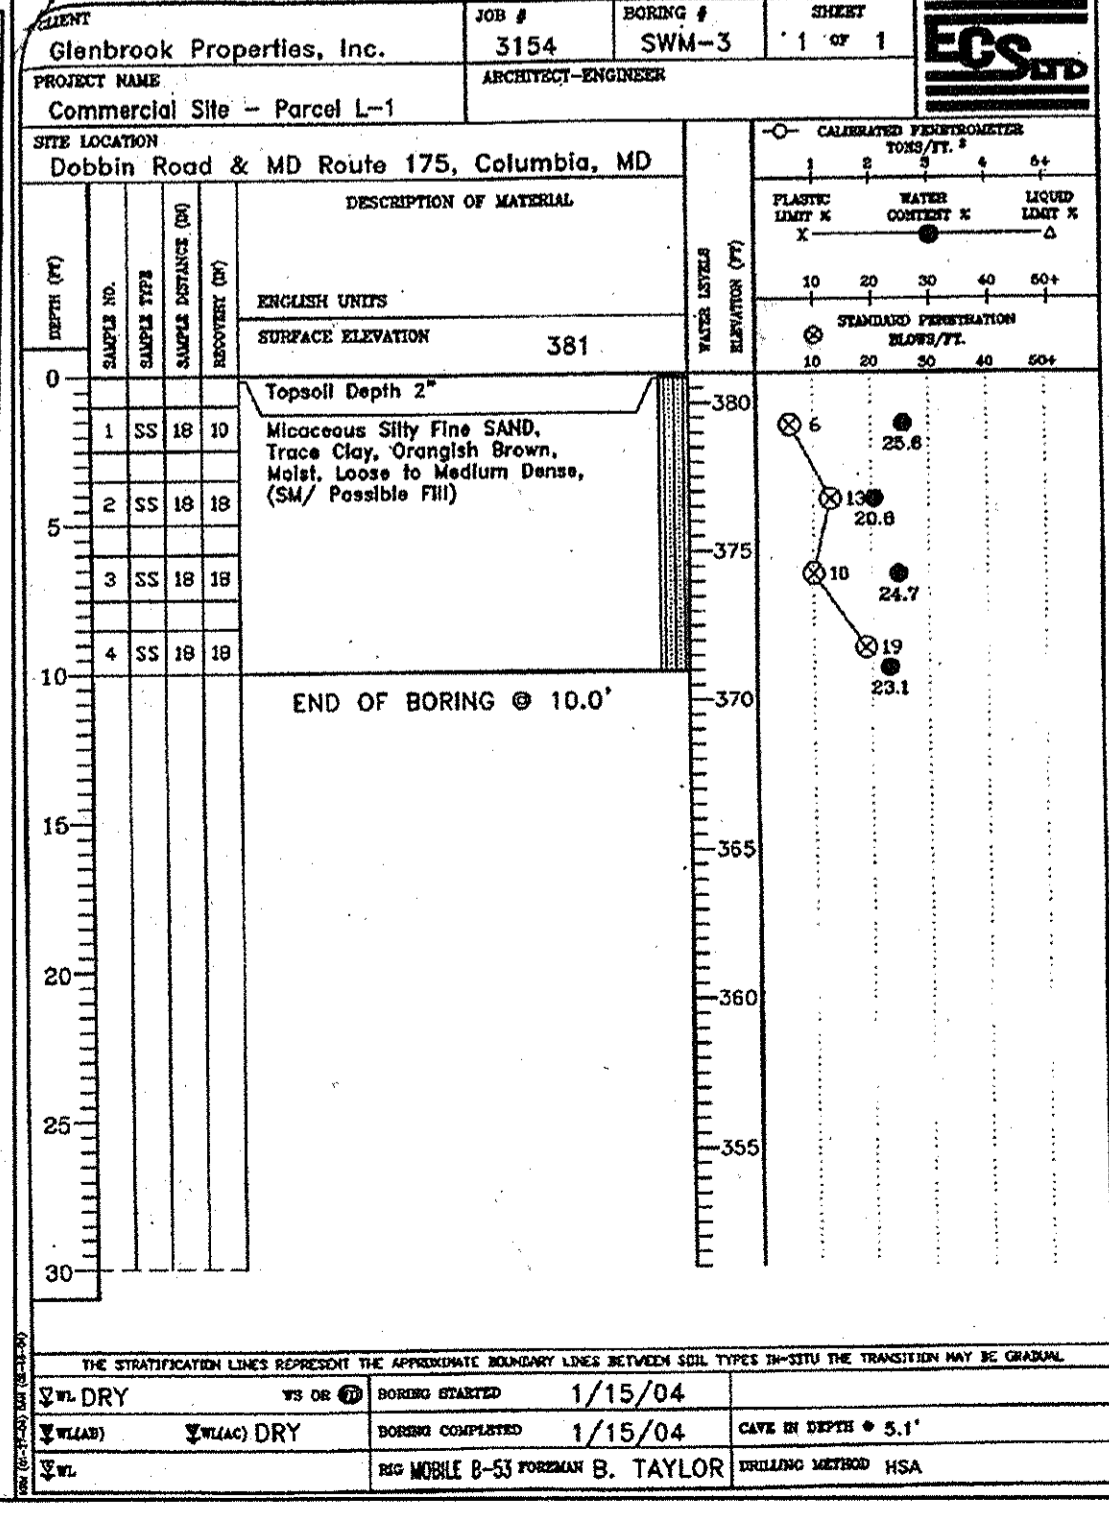 CLIENT
Glenbrook Properties, Inc.
JOB #
3154
BORING #
SWM-3
SHEET
1 OF 1
ECS LTD
PROJECT NAME
Commercial Site - Parcel L-1
ARCHITECT-ENGINEER
SITE LOCATION
Dobbin Road & MD Route 175, Columbia, MD
CALIBRATED PENETROMETER
TONS/FT. 2
1 2 3 4 5+
PLASTIC LIMIT %
WATER CONTENT %
LIQUID LIMIT %
X
10 20 30 40 50+
STANDARD PENETRATION
BLOWS/FT.
10 20 30 40 50+
DEPTH (FT)
SAMPLE NO.
SAMPLE TYPE
SAMPLE DISTANCE (IN)
RECOVERY (IN)
DESCRIPTION OF MATERIAL
ENGLISH UNITS
SURFACE ELEVATION 381
WATER LEVELS
ELEVATION (FT)
0
Topsoil Depth 2"
380
1 SS 18 10
Micaceous Silty Fine SAND,
Trace Clay, Orangish Brown,
Moist, Loose to Medium Dense,
(SM/ Possible Fill)
6
25.6
2 SS 18 18
13
20.6
5
375
3 SS 18 18
10
24.7
4 SS 18 18
19
23.1
10
END OF BORING @ 10.0'
370
15
365
20
360
25
355
30
THE STRATIFICATION LINES REPRESENT THE APPROXIMATE BOUNDARY LINES BETWEEN SOIL TYPES IN-SITU THE TRANSITION MAY BE GRADUAL
WL DRY
WS OR WD
BORING STARTED 1/15/04
WL(AB)
WL(AC) DRY
BORING COMPLETED 1/15/04
CAVE IN DEPTH @ 5.1'
WL
RIG MOBILE B-53 FOREMAN B. TAYLOR
DRILLING METHOD HSA